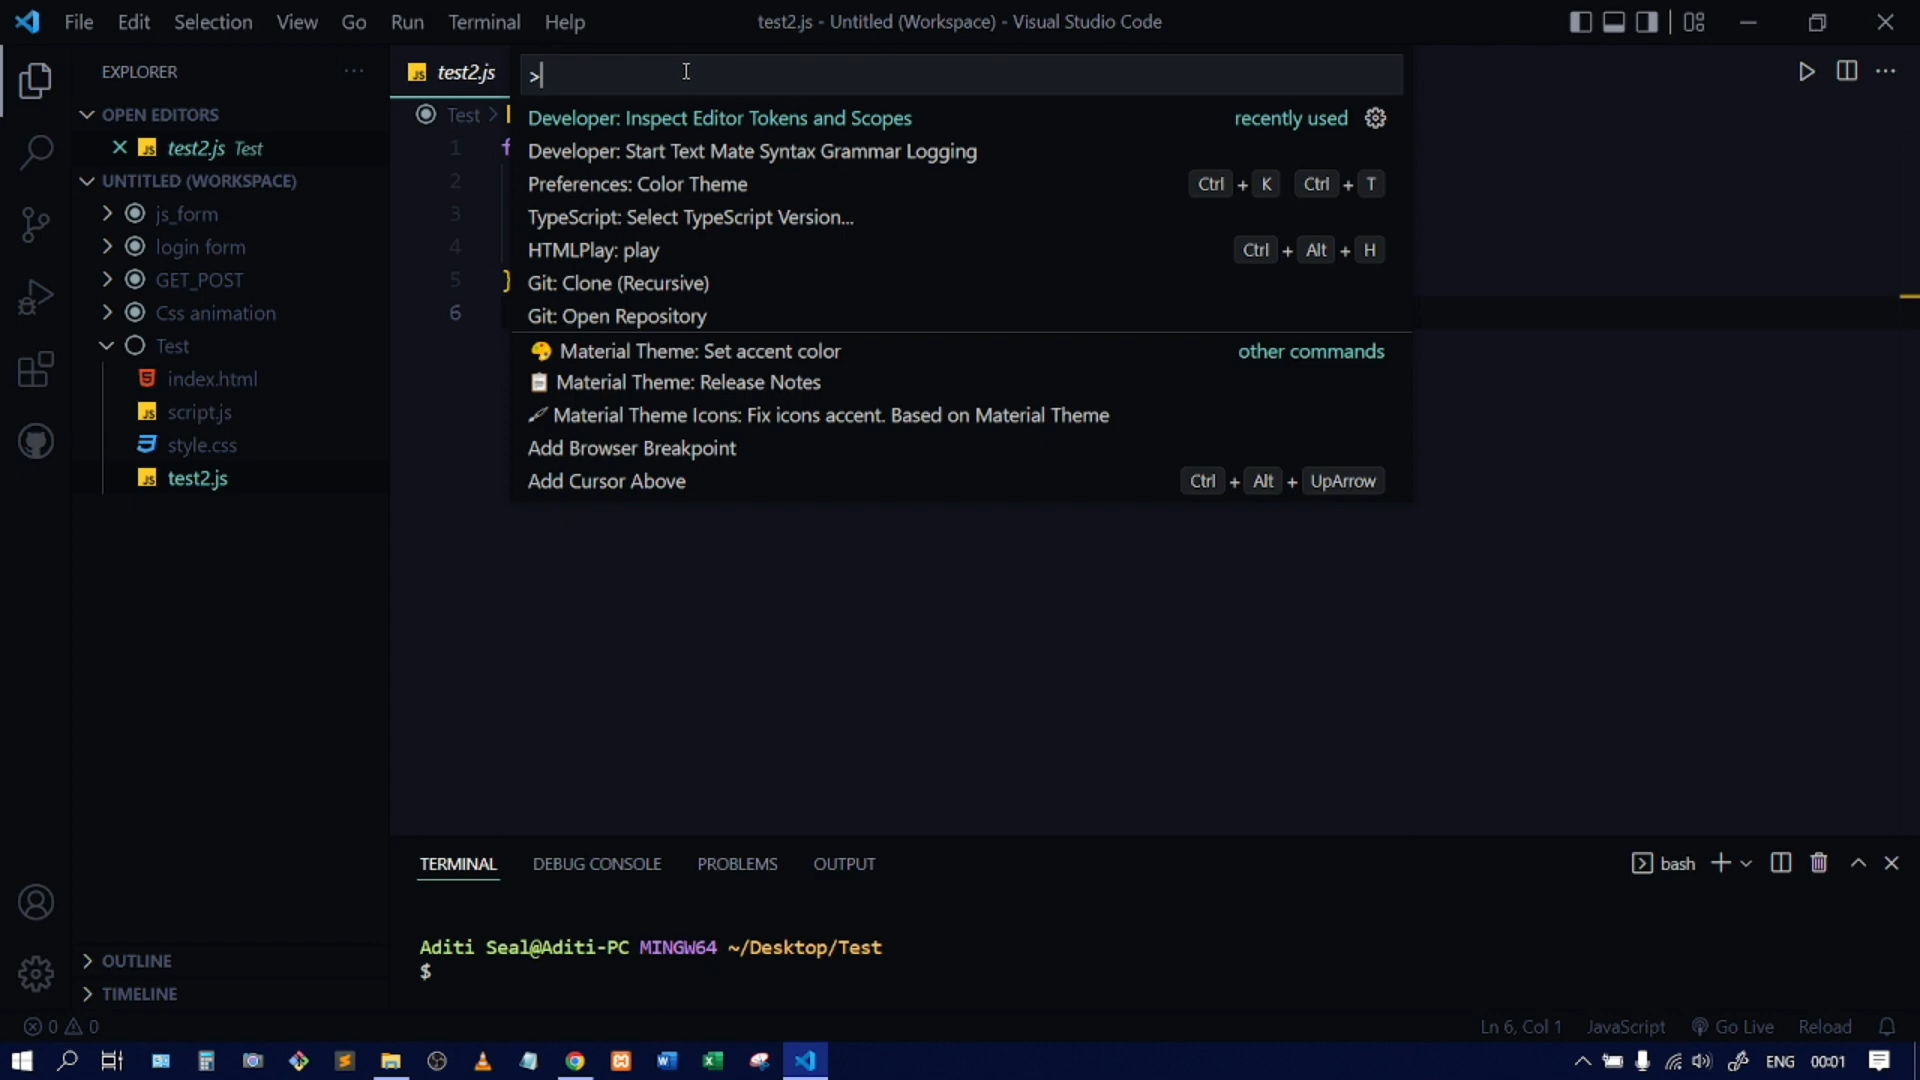 File Edit Selection View Go Run Terminal Help
test2.js - Untitled (Workspace) - Visual Studio Code
EXPLORER
OPEN EDITORS
test2.js Test
UNTITLED (WORKSPACE)
js_form
login form
GET_POST
Css animation
Test
index.html
script.js
style.css
test2.js
OUTLINE
TIMELINE
test2.js
Test >
1 f
2
3
4
5 }
6
>
Developer: Inspect Editor Tokens and Scopes recently used
Developer: Start Text Mate Syntax Grammar Logging
Preferences: Color Theme Ctrl + K Ctrl + T
TypeScript: Select TypeScript Version...
HTMLPlay: play Ctrl + Alt + H
Git: Clone (Recursive)
Git: Open Repository
Material Theme: Set accent color other commands
Material Theme: Release Notes
Material Theme Icons: Fix icons accent. Based on Material Theme
Add Browser Breakpoint
Add Cursor Above Ctrl + Alt + UpArrow
TERMINAL DEBUG CONSOLE PROBLEMS OUTPUT
bash
Aditi Seal@Aditi-PC MINGW64 ~/Desktop/Test
$
0 0
Ln 6, Col 1 JavaScript Go Live Reload
ENG 00:01